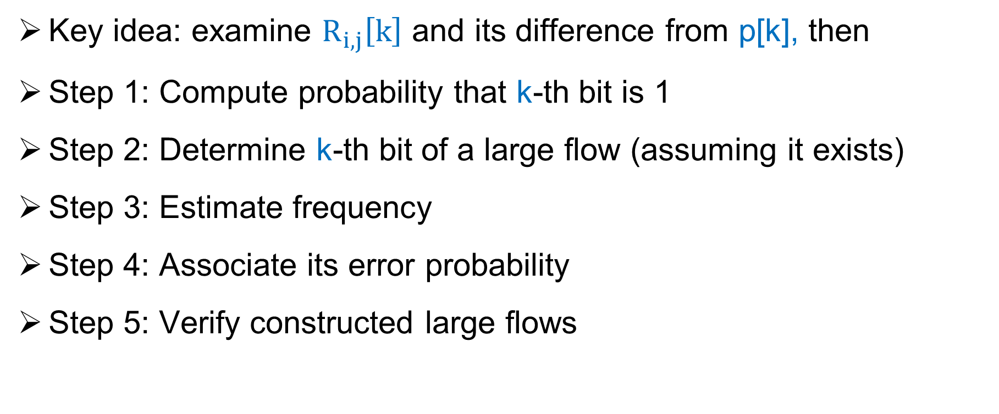 ➢ Key idea: examine R_{i,j}[k] and its difference from p[k], then
➢ Step 1: Compute probability that k-th bit is 1
➢ Step 2: Determine k-th bit of a large flow (assuming it exists)
➢ Step 3: Estimate frequency
➢ Step 4: Associate its error probability
➢ Step 5: Verify constructed large flows